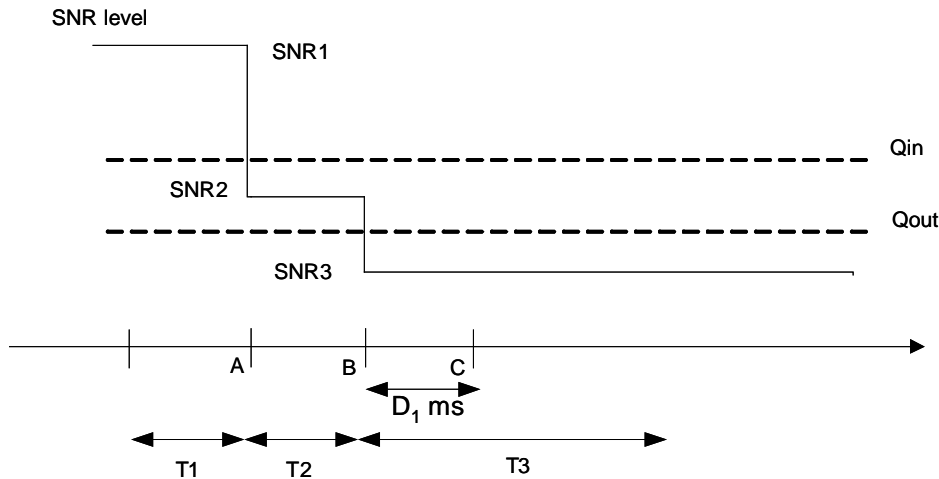 SNR level
SNR1
Qin
SNR2
Qout
SNR3
A
B
C
D₁ ms
T1
T2
T3